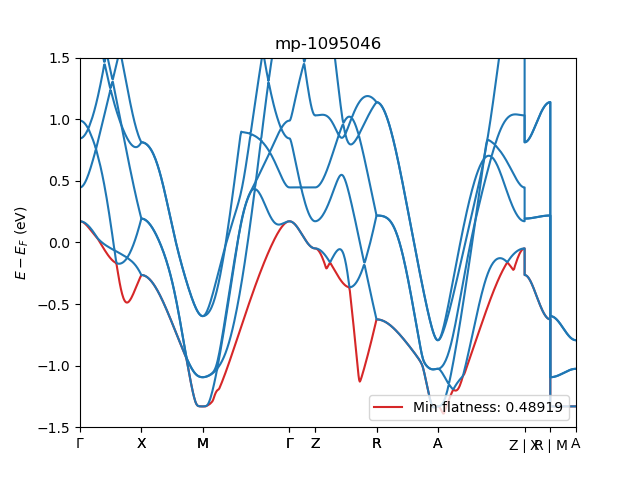 mp-1095046
E − E_F (eV)
1.5
1.0
0.5
0.0
−0.5
−1.0
−1.5
Min flatness: 0.48919
Γ X M Γ Z R A Z | X R | M A